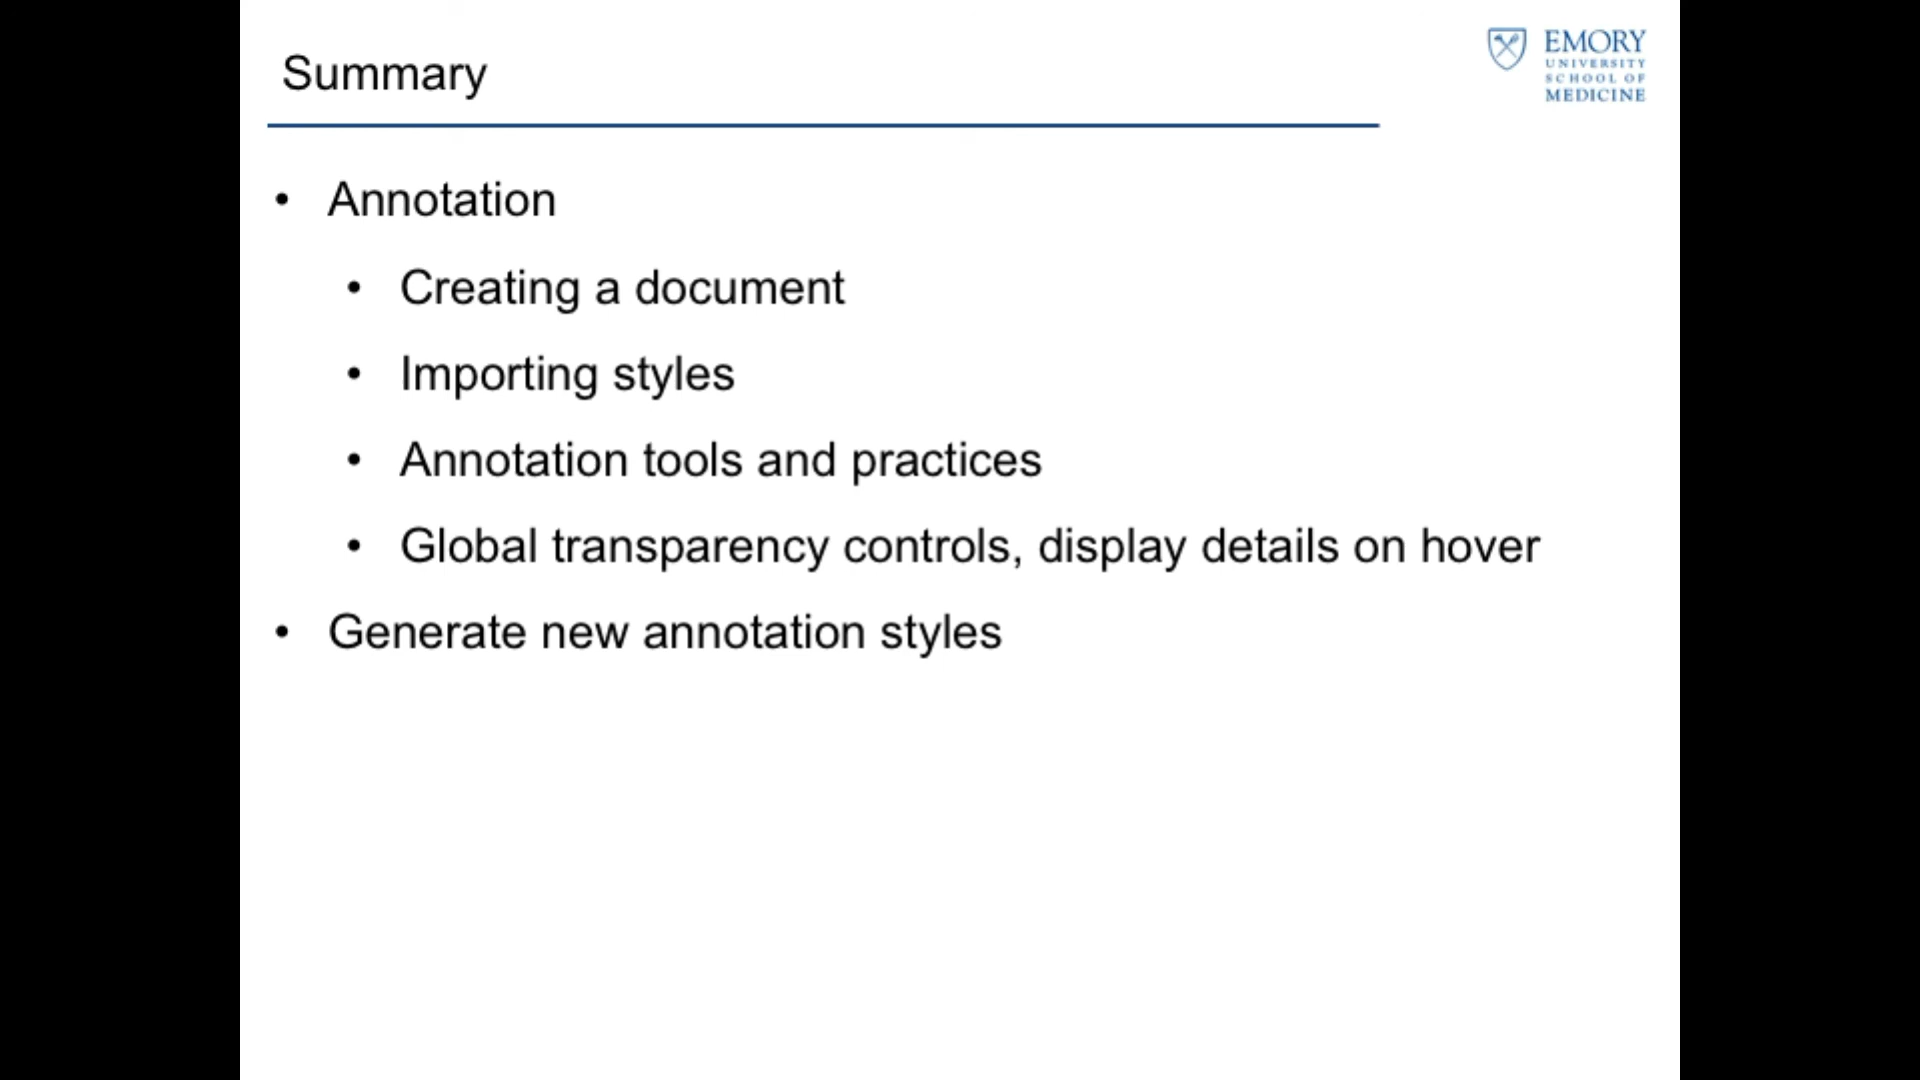 Summary
EMORY
UNIVERSITY
SCHOOL OF
MEDICINE
• Annotation
• Creating a document
• Importing styles
• Annotation tools and practices
• Global transparency controls, display details on hover
• Generate new annotation styles